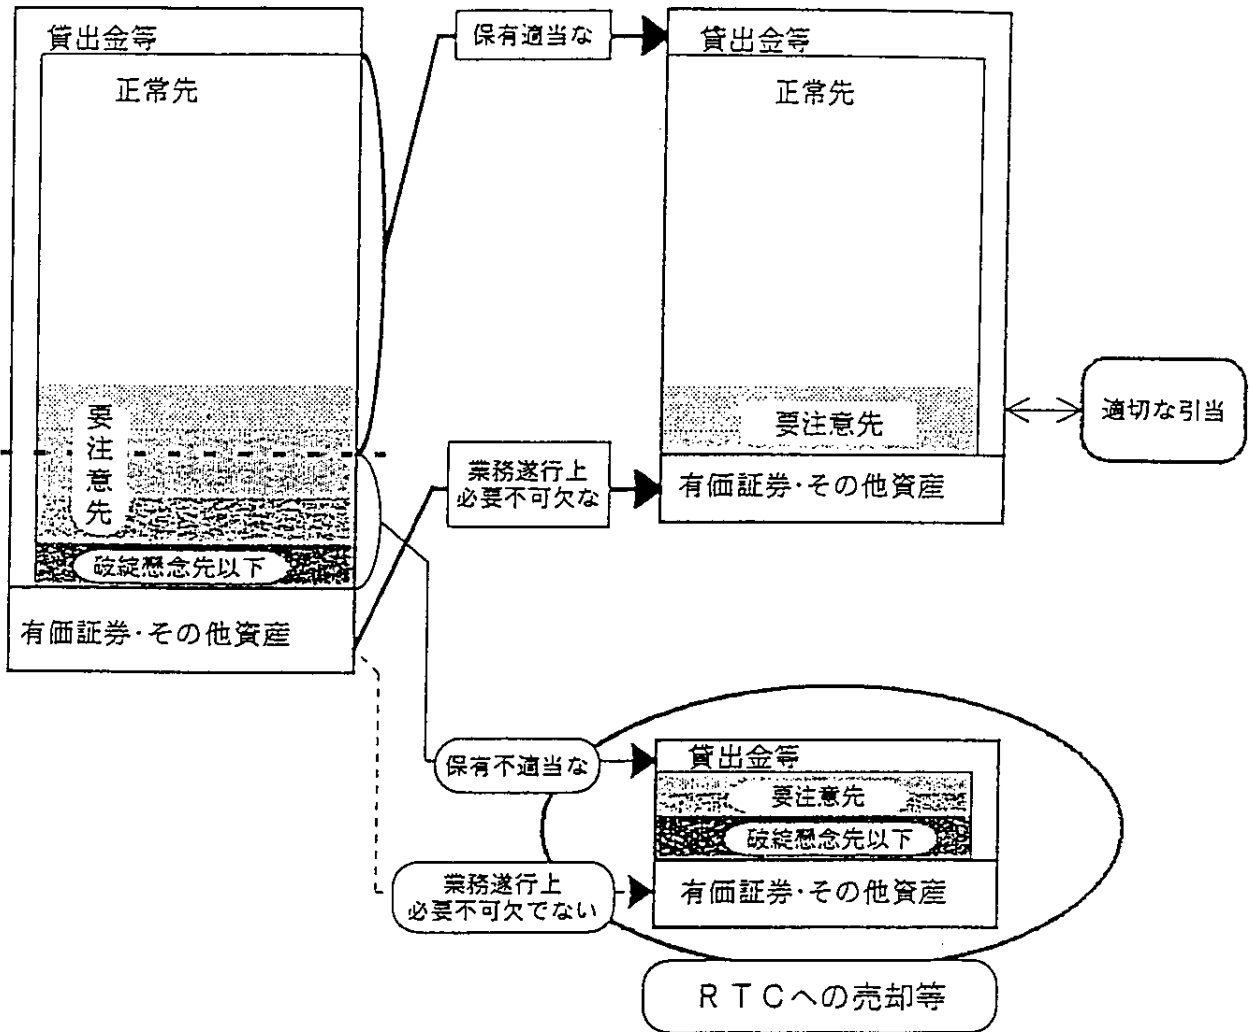 貸出金等
正常先
要注意先
破綻懸念先以下
有価証券・その他資産
保有適当な
業務遂行上
必要不可欠な
貸出金等
正常先
要注意先
有価証券・その他資産
適切な引当
保有不適当な
業務遂行上
必要不可欠でない
貸出金等
要注意先
破綻懸念先以下
有価証券・その他資産
RTCへの売却等